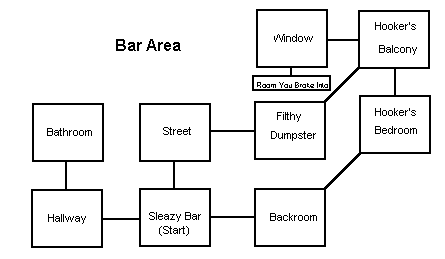 Bar Area
Window
Hooker's
Balcony
Room You Broke Into
Bathroom
Street
Filthy
Dumpster
Hooker's
Bedroom
Hallway
Sleazy Bar
(Start)
Backroom